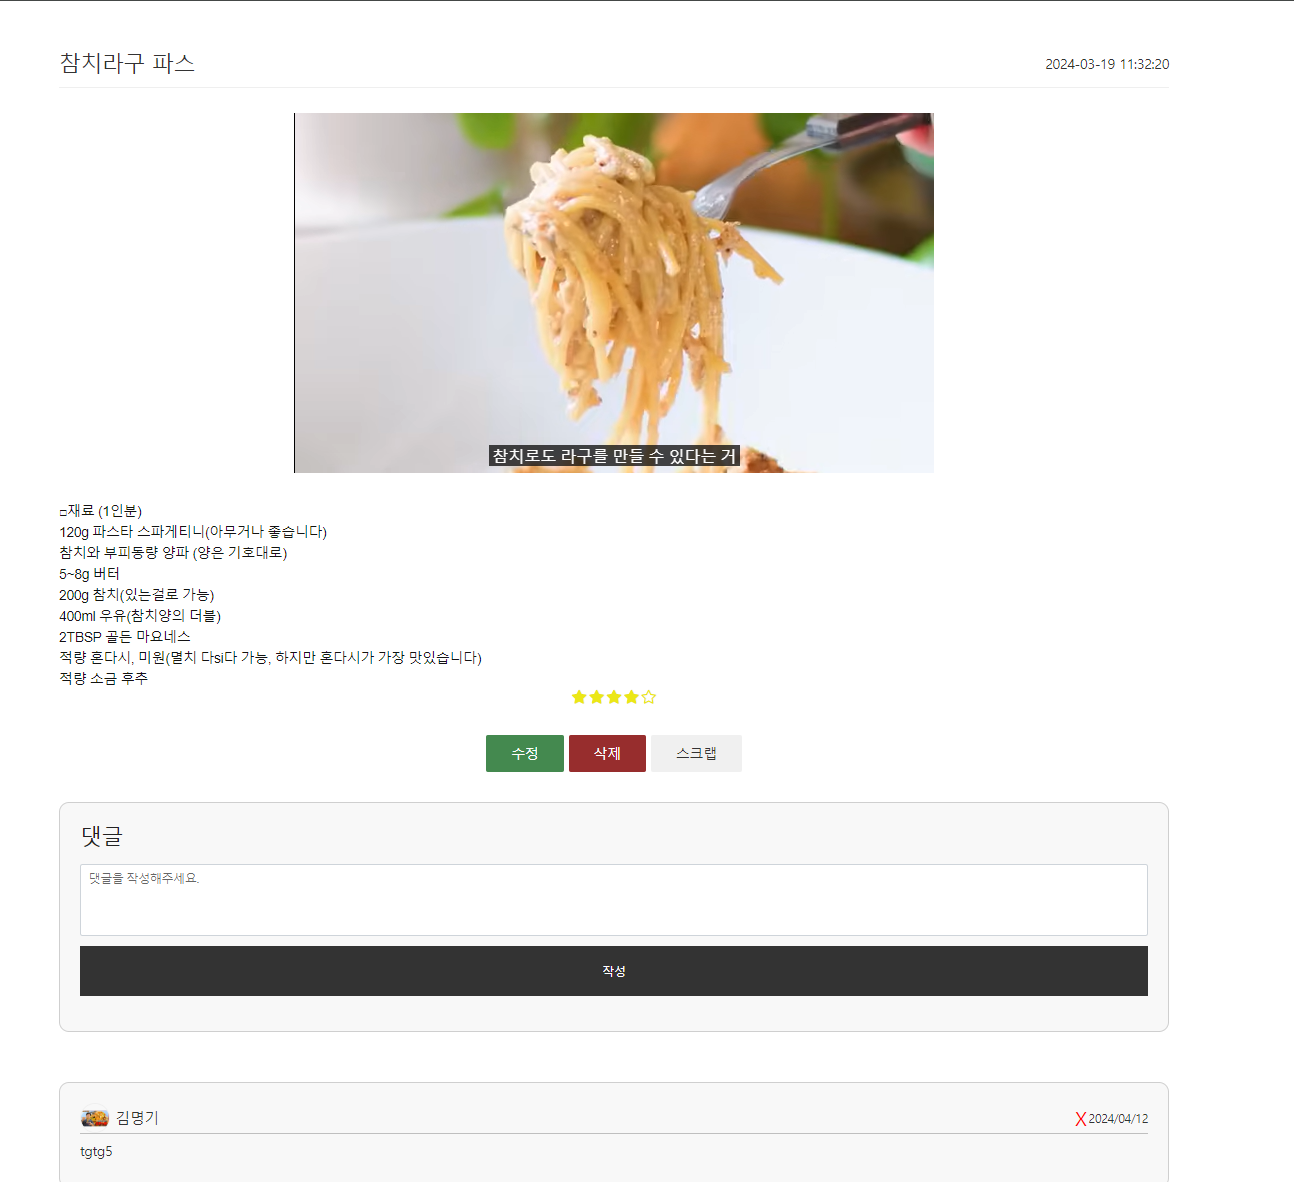 참치라구 파스
2024-03-19 11:32:20
참치로도 라구를 만들 수 있다는 거
□재료 (1인분)
120g 파스타 스파게티니(아무거나 좋습니다)
참치와 부피동량 양파 (양은 기호대로)
5~8g 버터
200g 참치(있는걸로 가능)
400ml 우유(참치양의 더블)
2TBSP 골든 마요네스
적량 혼다시, 미원(멸치 다si다 가능, 하지만 혼다시가 가장 맛있습니다)
적량 소금 후추
수정 삭제 스크랩
댓글
댓글을 작성해주세요.
작성
김명기
X 2024/04/12
tgtg5